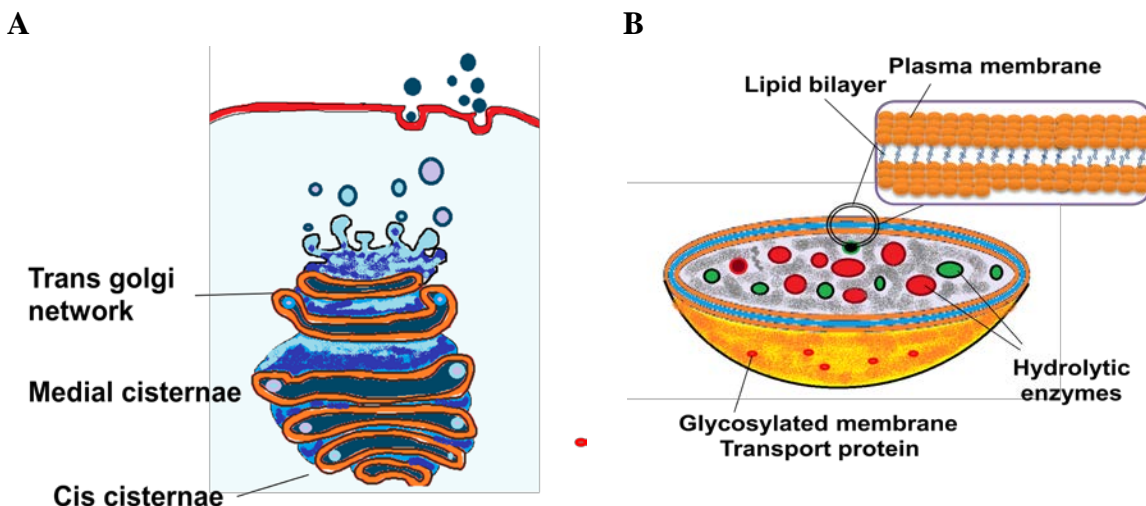 A
Trans golgi
network
Medial cisternae
Cis cisternae
B
Plasma membrane
Lipid bilayer
Hydrolytic
enzymes
Glycosylated membrane
Transport protein